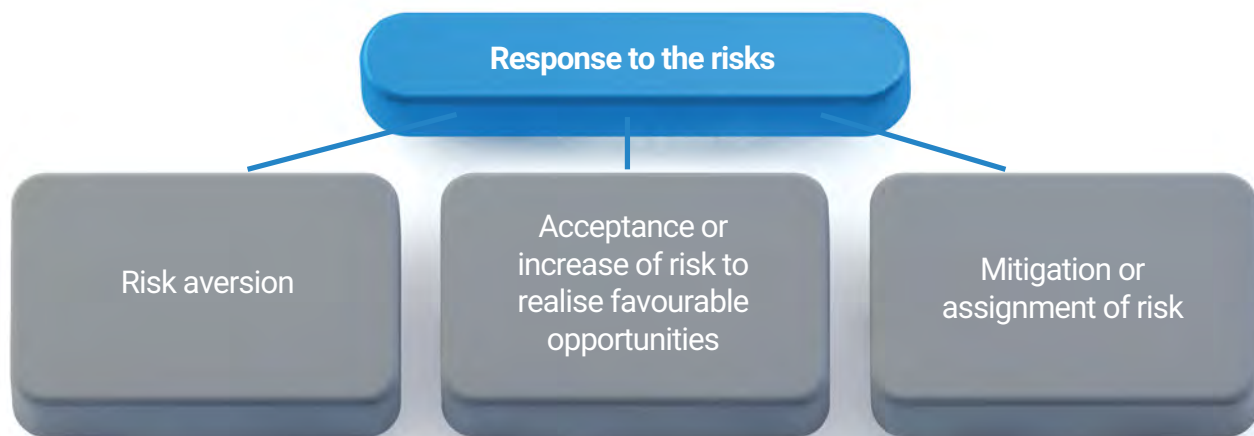 Response to the risks
Risk aversion
Acceptance or
increase of risk to
realise favourable
opportunities
Mitigation or
assignment of risk